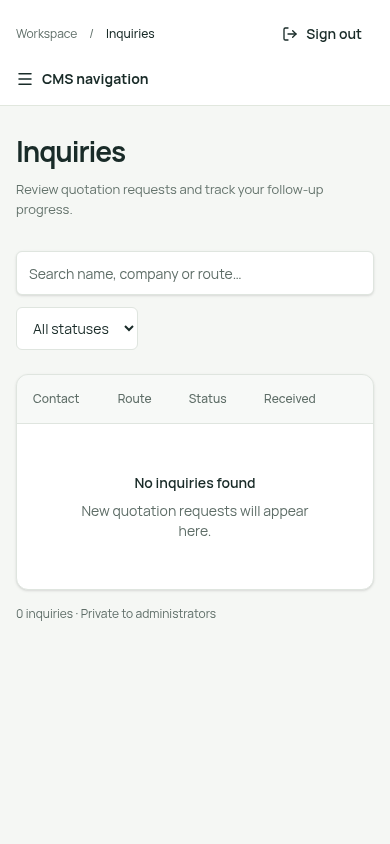 Workspace / Inquiries
Sign out
CMS navigation
Inquiries
Review quotation requests and track your follow-up
progress.
Search name, company or route...
All statuses
Contact Route Status Received
No inquiries found
New quotation requests will appear
here.
0 inquiries · Private to administrators